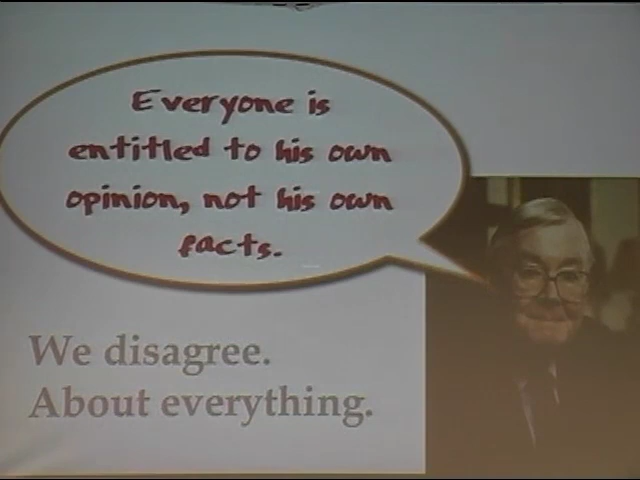 Everyone is
entitled to his own
opinion, not his own
facts.
We disagree.
About everything.